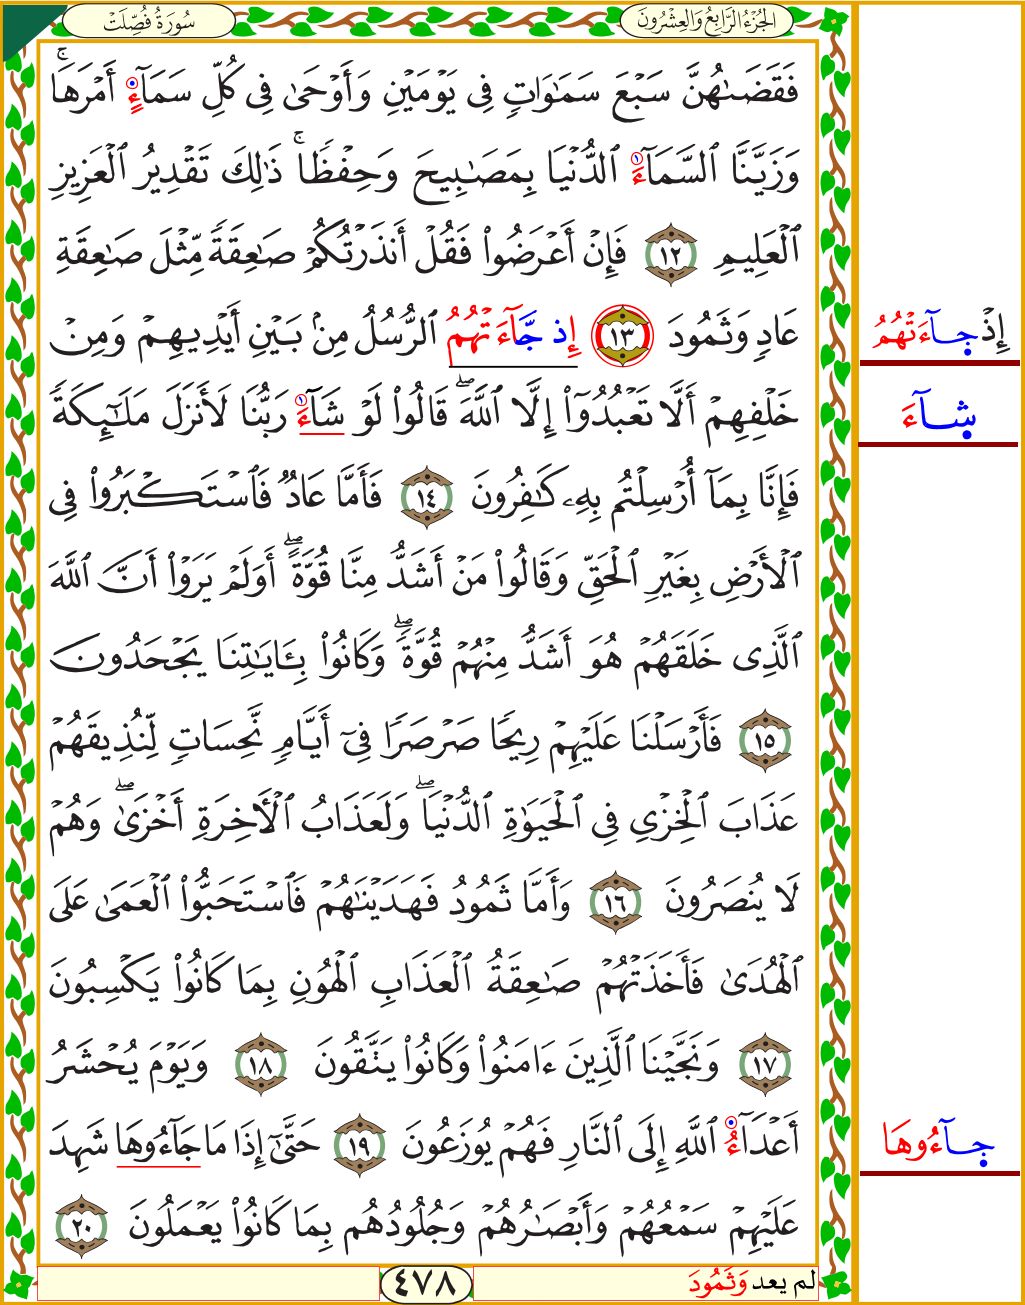 الجُزْءُ الرَّابِعُ وَالعِشْرُونَ
سُورَةُ فُصِّلَتْ
فَقَضَىٰهُنَّ سَبْعَ سَمَٰوَاتٍ فِى يَوْمَيْنِ وَأَوْحَىٰ فِى كُلِّ سَمَآءٍ أَمْرَهَاۚ
وَزَيَّنَّا ٱلسَّمَآءَ ٱلدُّنْيَا بِمَصَٰبِيحَ وَحِفْظًاۚ ذَٰلِكَ تَقْدِيرُ ٱلْعَزِيزِ
ٱلْعَلِيمِ ١٢ فَإِنْ أَعْرَضُوا۟ فَقُلْ أَنذَرْتُكُمْ صَٰعِقَةً مِّثْلَ صَٰعِقَةِ
عَادٍ وَثَمُودَ ١٣ إِذ جَّآءَتْهُمُ ٱلرُّسُلُ مِنۢ بَيْنِ أَيْدِيهِمْ وَمِنْ
خَلْفِهِمْ أَلَّا تَعْبُدُوٓا۟ إِلَّا ٱللَّهَۖ قَالُوا۟ لَوْ شَآءَ رَبُّنَا لَأَنزَلَ مَلَٰٓئِكَةً
فَإِنَّا بِمَآ أُرْسِلْتُم بِهِۦ كَٰفِرُونَ ١٤ فَأَمَّا عَادٌ فَٱسْتَكْبَرُوا۟ فِى
ٱلْأَرْضِ بِغَيْرِ ٱلْحَقِّ وَقَالُوا۟ مَنْ أَشَدُّ مِنَّا قُوَّةًۖ أَوَلَمْ يَرَوْا۟ أَنَّ ٱللَّهَ
ٱلَّذِى خَلَقَهُمْ هُوَ أَشَدُّ مِنْهُمْ قُوَّةًۖ وَكَانُوا۟ بِـَٔايَٰتِنَا يَجْحَدُونَ
١٥ فَأَرْسَلْنَا عَلَيْهِمْ رِيحًا صَرْصَرًا فِىٓ أَيَّامٍ نَّحِسَاتٍ لِّنُذِيقَهُمْ
عَذَابَ ٱلْخِزْىِ فِى ٱلْحَيَوٰةِ ٱلدُّنْيَاۖ وَلَعَذَابُ ٱلْأَخِرَةِ أَخْزَىٰۖ وَهُمْ
لَا يُنصَرُونَ ١٦ وَأَمَّا ثَمُودُ فَهَدَيْنَٰهُمْ فَٱسْتَحَبُّوا۟ ٱلْعَمَىٰ عَلَى
ٱلْهُدَىٰ فَأَخَذَتْهُمْ صَٰعِقَةُ ٱلْعَذَابِ ٱلْهُونِ بِمَا كَانُوا۟ يَكْسِبُونَ
١٧ وَنَجَّيْنَا ٱلَّذِينَ ءَامَنُوا۟ وَكَانُوا۟ يَتَّقُونَ ١٨ وَيَوْمَ يُحْشَرُ
أَعْدَآءُ ٱللَّهِ إِلَى ٱلنَّارِ فَهُمْ يُوزَعُونَ ١٩ حَتَّىٰٓ إِذَا مَا جَآءُوهَا شَهِدَ
عَلَيْهِمْ سَمْعُهُمْ وَأَبْصَٰرُهُمْ وَجُلُودُهُم بِمَا كَانُوا۟ يَعْمَلُونَ ٢٠
إِذْ جِآءَتْهُمُ
شِآءَ
جِآءُوهَا
لم يعد وَثَمُودَ
٤٧٨